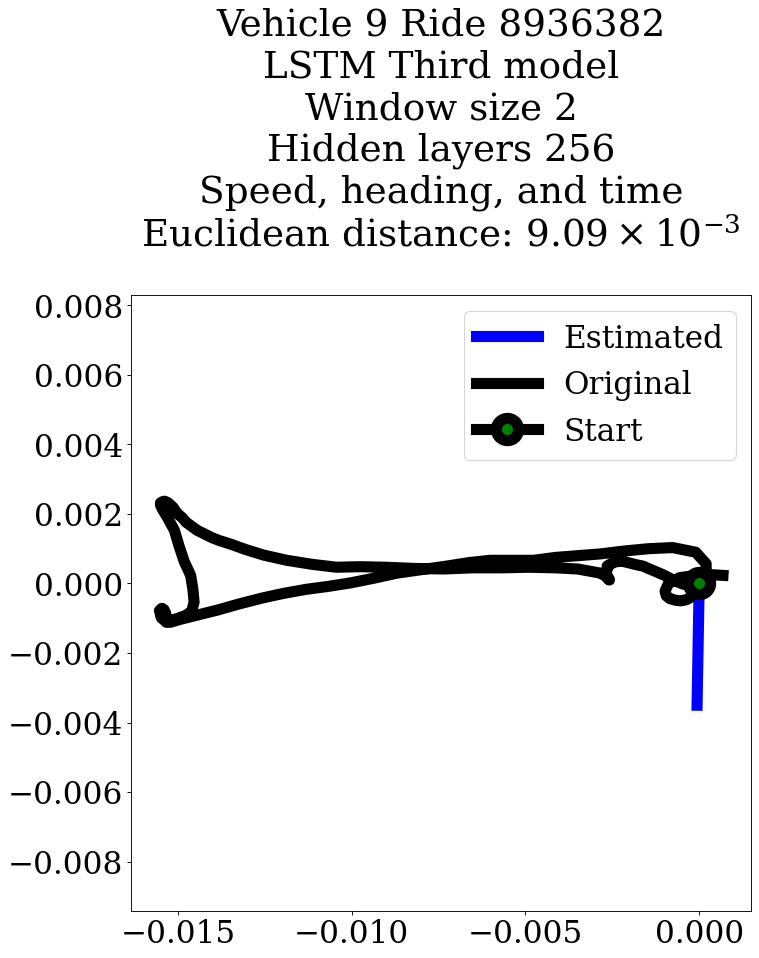 Vehicle 9 Ride 8936382
LSTM Third model
Window size 2
Hidden layers 256
Speed, heading, and time
Euclidean distance: 9.09 × 10⁻³
Estimated
Original
Start
0.008
0.006
0.004
0.002
0.000
−0.002
−0.004
−0.006
−0.008
−0.015 −0.010 −0.005 0.000